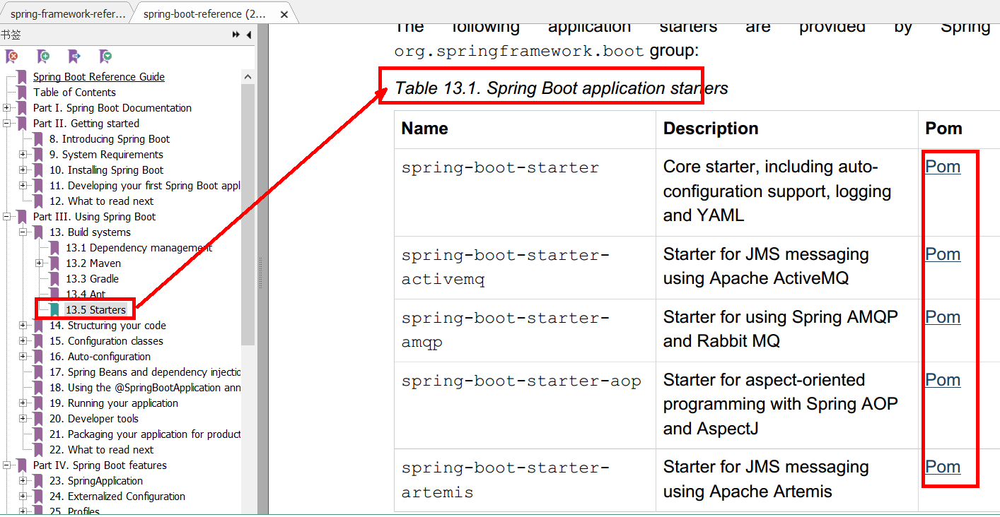 spring-framework-refer...
spring-boot-reference (2...
书签
Spring Boot Reference Guide
Table of Contents
Part I. Spring Boot Documentation
Part II. Getting started
8. Introducing Spring Boot
9. System Requirements
10. Installing Spring Boot
11. Developing your first Spring Boot appl
12. What to read next
Part III. Using Spring Boot
13. Build systems
13.1 Dependency management
13.2 Maven
13.3 Gradle
13.4 Ant
13.5 Starters
14. Structuring your code
15. Configuration classes
16. Auto-configuration
17. Spring Beans and dependency injectio
18. Using the @SpringBootApplication ann
19. Running your application
20. Developer tools
21. Packaging your application for product
22. What to read next
Part IV. Spring Boot features
23. SpringApplication
24. Externalized Configuration
25. Profiles
The following application starters are provided by Spring
org.springframework.boot group:
Table 13.1. Spring Boot application starters
Name Description Pom
spring-boot-starter
Core starter, including auto-
configuration support, logging
and YAML
Pom
spring-boot-starter-
activemq
Starter for JMS messaging
using Apache ActiveMQ
Pom
spring-boot-starter-
amqp
Starter for using Spring AMQP
and Rabbit MQ
Pom
spring-boot-starter-aop
Starter for aspect-oriented
programming with Spring AOP
and AspectJ
Pom
spring-boot-starter-
artemis
Starter for JMS messaging
using Apache Artemis
Pom